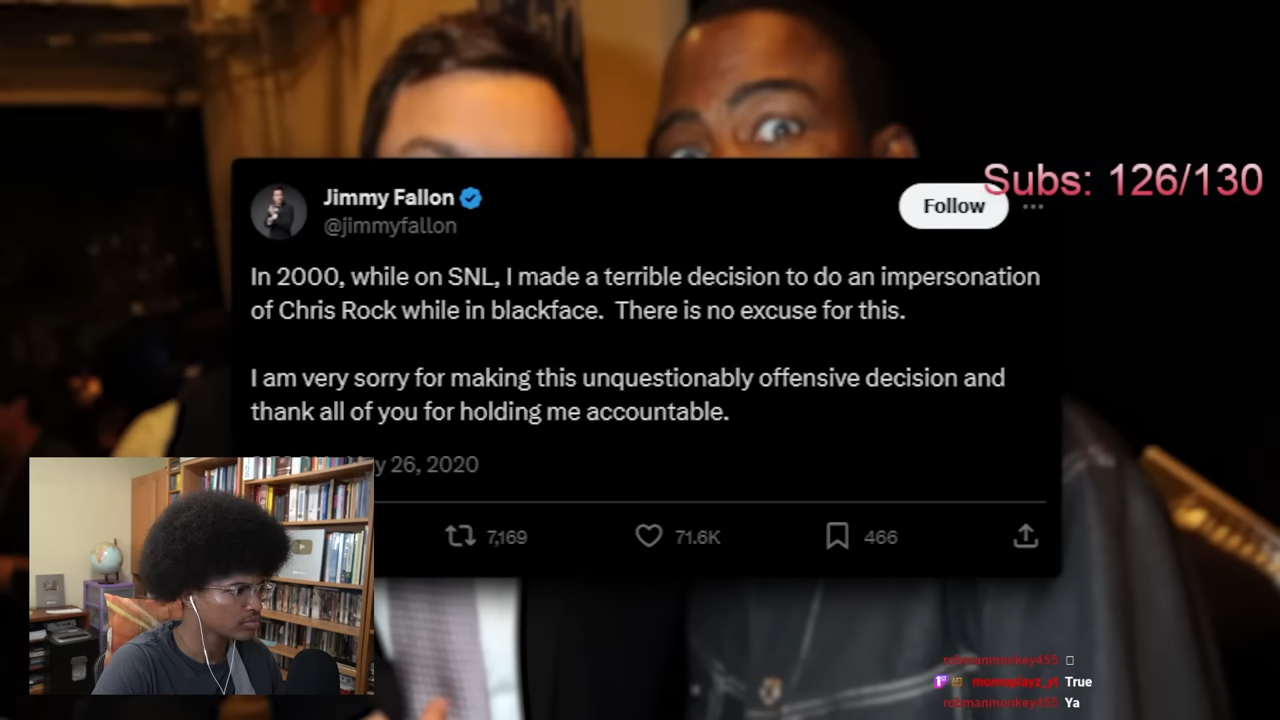 Subs: 126/130
Jimmy Fallon
@jimmyfallon
Follow
In 2000, while on SNL, I made a terrible decision to do an impersonation
of Chris Rock while in blackface. There is no excuse for this.
I am very sorry for making this unquestionably offensive decision and
thank all of you for holding me accountable.
26, 2020
7,169
71.6K
466
robmanmonkey455
momoplayz_yt True
robmanmonkey455 Ya